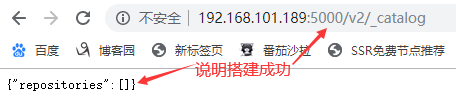 不安全 | 192.168.101.189:5000/v2/_catalog
百度 博客园 新标签页 番茄沙拉 SSR免费节点推荐
说明搭建成功
{"repositories":[]}